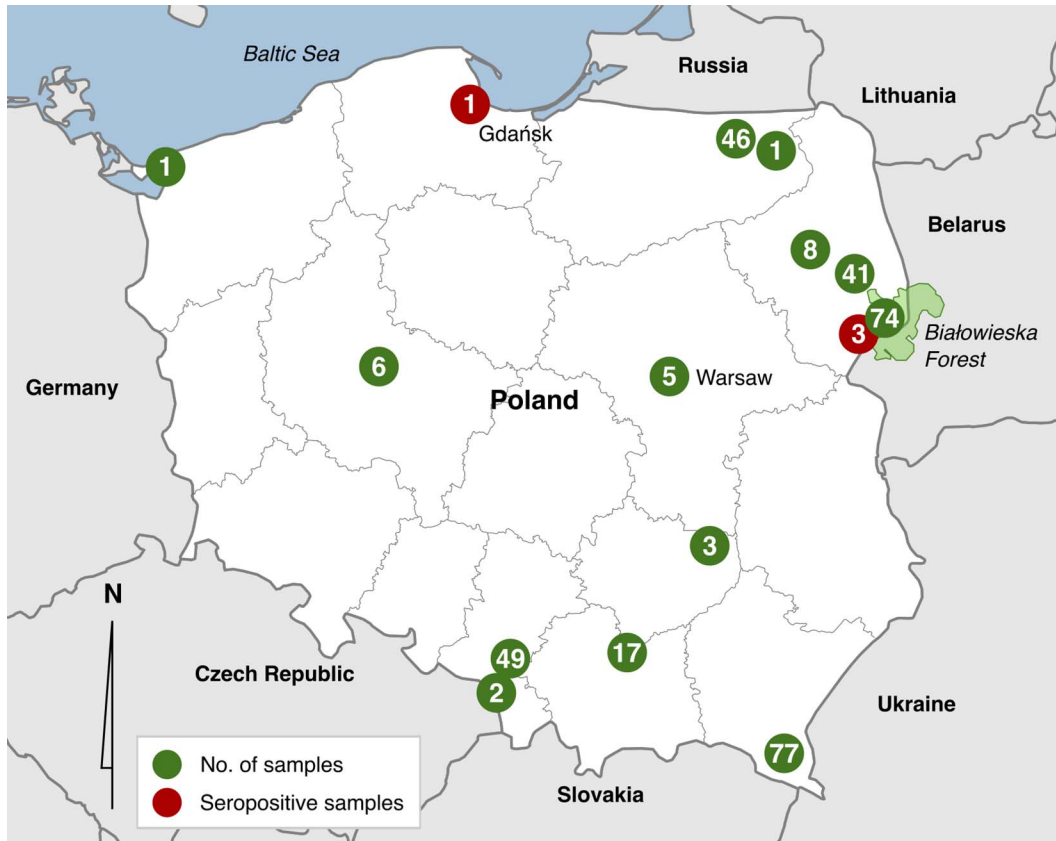 Baltic Sea
Russia
Lithuania
1
Gdańsk
46
1
1
Belarus
8
41
74
3
Białowieska
Forest
6
5
Warsaw
Germany
Poland
3
N
49
17
2
Czech Republic
Ukraine
77
No. of samples
Seropositive samples
Slovakia